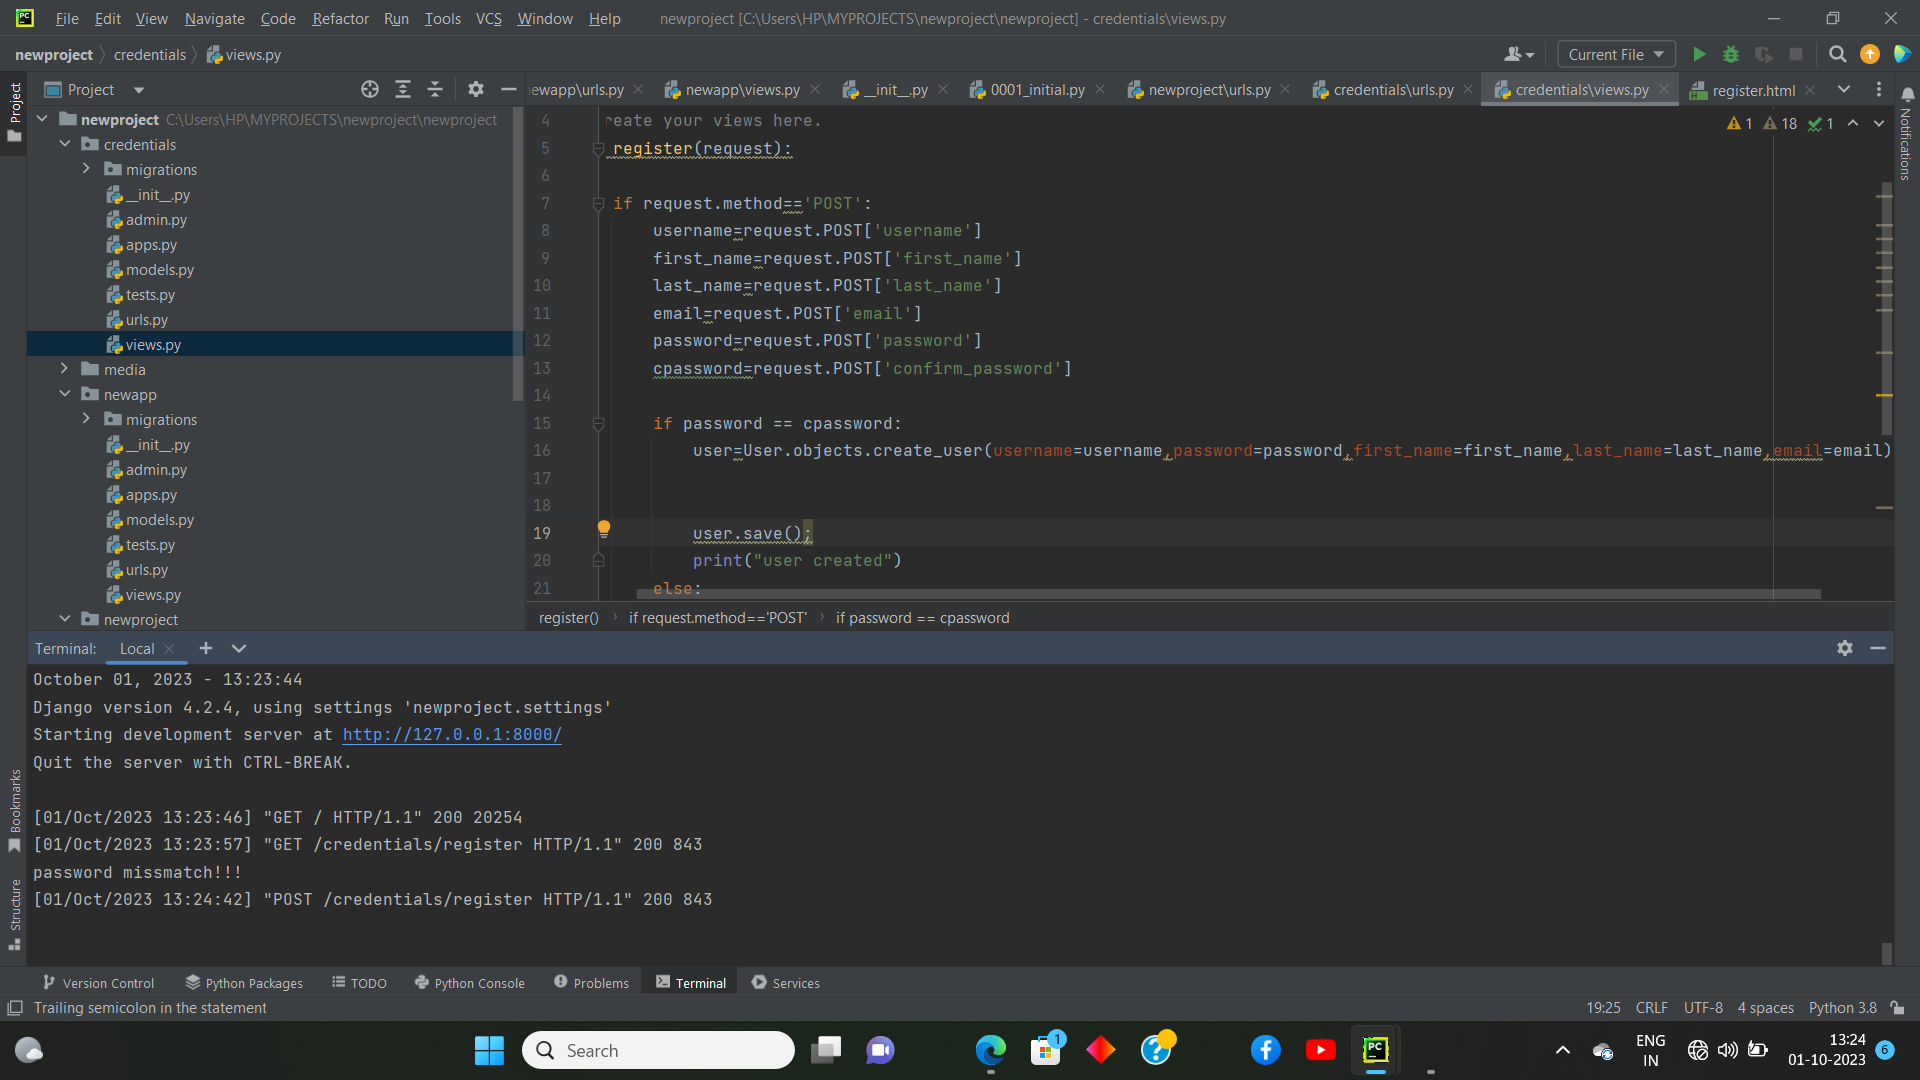 File Edit View Navigate Code Refactor Run Tools VCS Window Help newproject [C:\Users\HP\MYPROJECTS\newproject\newproject] - credentials\views.py
newproject credentials views.py Current File
Project
Project
ewapp\urls.py newapp\views.py __init__.py 0001_initial.py newproject\urls.py credentials\urls.py credentials\views.py register.html
Notifications
newproject C:\Users\HP\MYPROJECTS\newproject\newproject
credentials
migrations
__init__.py
admin.py
apps.py
models.py
tests.py
urls.py
views.py
media
newapp
migrations
__init__.py
admin.py
apps.py
models.py
tests.py
urls.py
views.py
newproject
1 18 1
4 reate your views here.
5 register(request):
6
7 if request.method=='POST':
8 username=request.POST['username']
9 first_name=request.POST['first_name']
10 last_name=request.POST['last_name']
11 email=request.POST['email']
12 password=request.POST['password']
13 cpassword=request.POST['confirm_password']
14
15 if password == cpassword:
16 user=User.objects.create_user(username=username,password=password,first_name=first_name,last_name=last_name,email=email)
17
18
19 user.save();
20 print("user created")
21 else:
register() if request.method=='POST' if password == cpassword
Terminal: Local
October 01, 2023 - 13:23:44
Django version 4.2.4, using settings 'newproject.settings'
Starting development server at http://127.0.0.1:8000/
Quit the server with CTRL-BREAK.
[01/Oct/2023 13:23:46] "GET / HTTP/1.1" 200 20254
[01/Oct/2023 13:23:57] "GET /credentials/register HTTP/1.1" 200 843
password missmatch!!!
[01/Oct/2023 13:24:42] "POST /credentials/register HTTP/1.1" 200 843
Bookmarks
Structure
Version Control Python Packages TODO Python Console Problems Terminal Services
Trailing semicolon in the statement 19:25 CRLF UTF-8 4 spaces Python 3.8
Search
1
PC
ENG
IN
13:24
01-10-2023
6